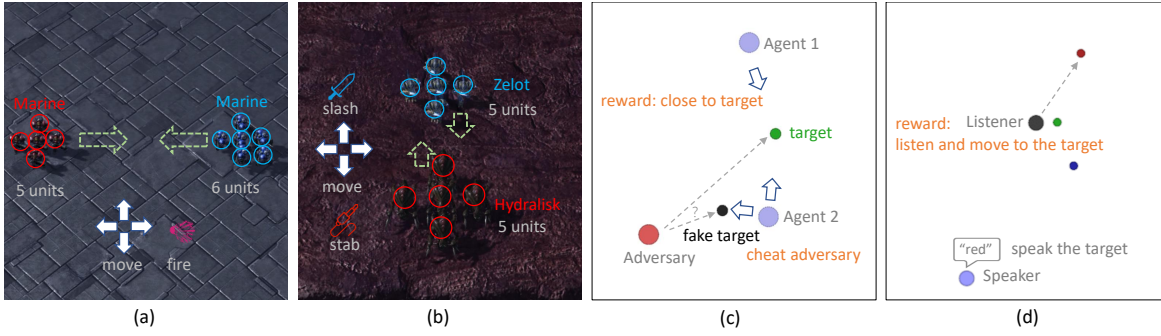 Marine
5 units
Marine
6 units
move
fire
(a)
slash
move
stab
Zelot
5 units
Hydralisk
5 units
(b)
Agent 1
reward: close to target
target
?
fake target
Agent 2
Adversary
cheat adversary
(c)
Listener
reward:
listen and move to the target
"red"
speak the target
Speaker
(d)